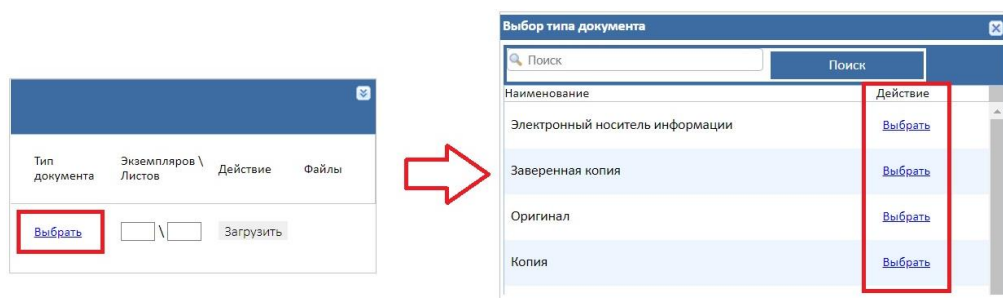 Тип документа
Экземпляров \ Листов
Действие
Файлы
Выбрать
\
Загрузить
Выбор типа документа
Поиск
Поиск
Наименование
Действие
Электронный носитель информации
Выбрать
Заверенная копия
Выбрать
Оригинал
Выбрать
Копия
Выбрать